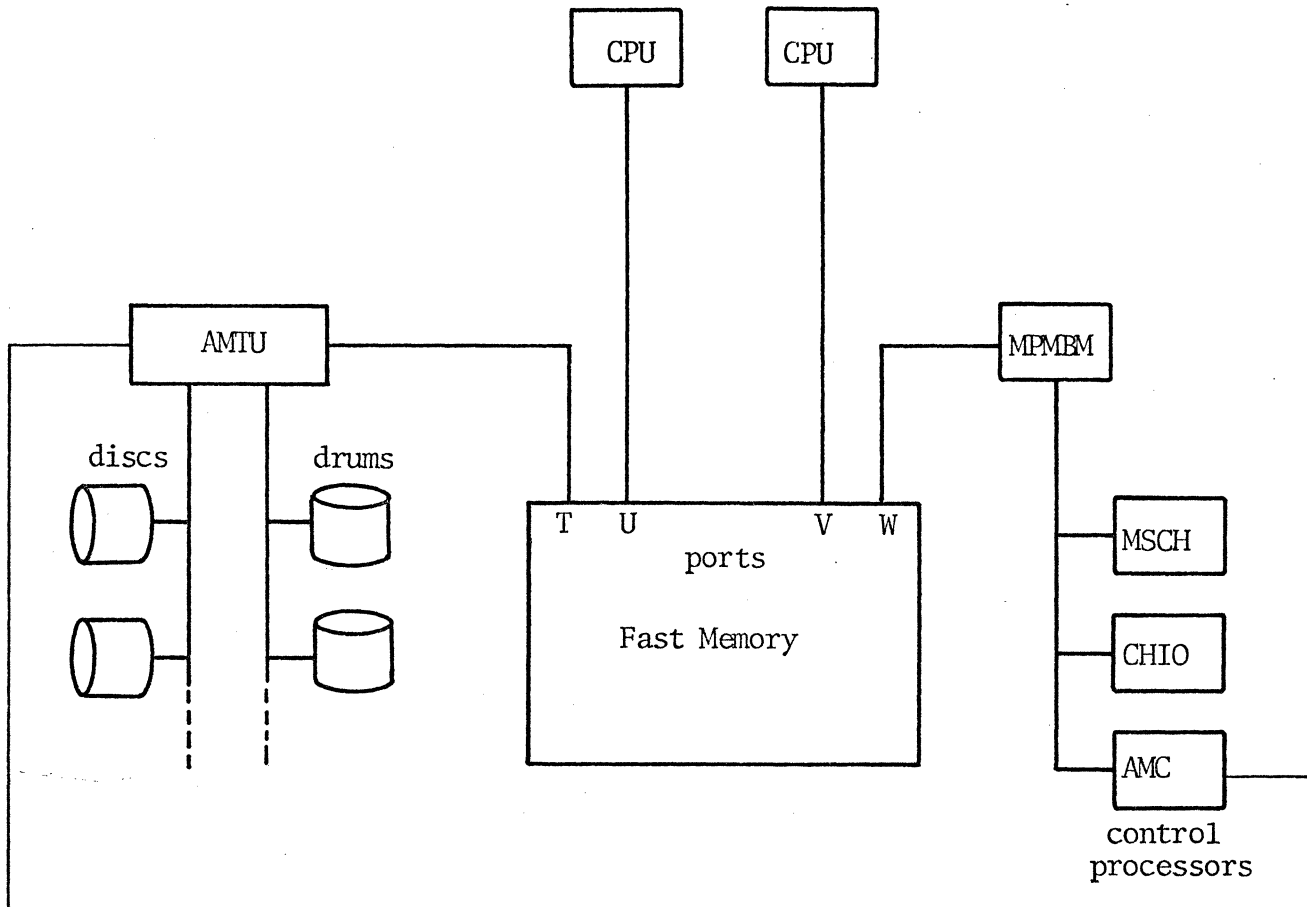 CPU
CPU
AMTU
MPMBM
discs
drums
T
U
V
W
ports
MSCH
Fast Memory
CHIO
AMC
control
processors